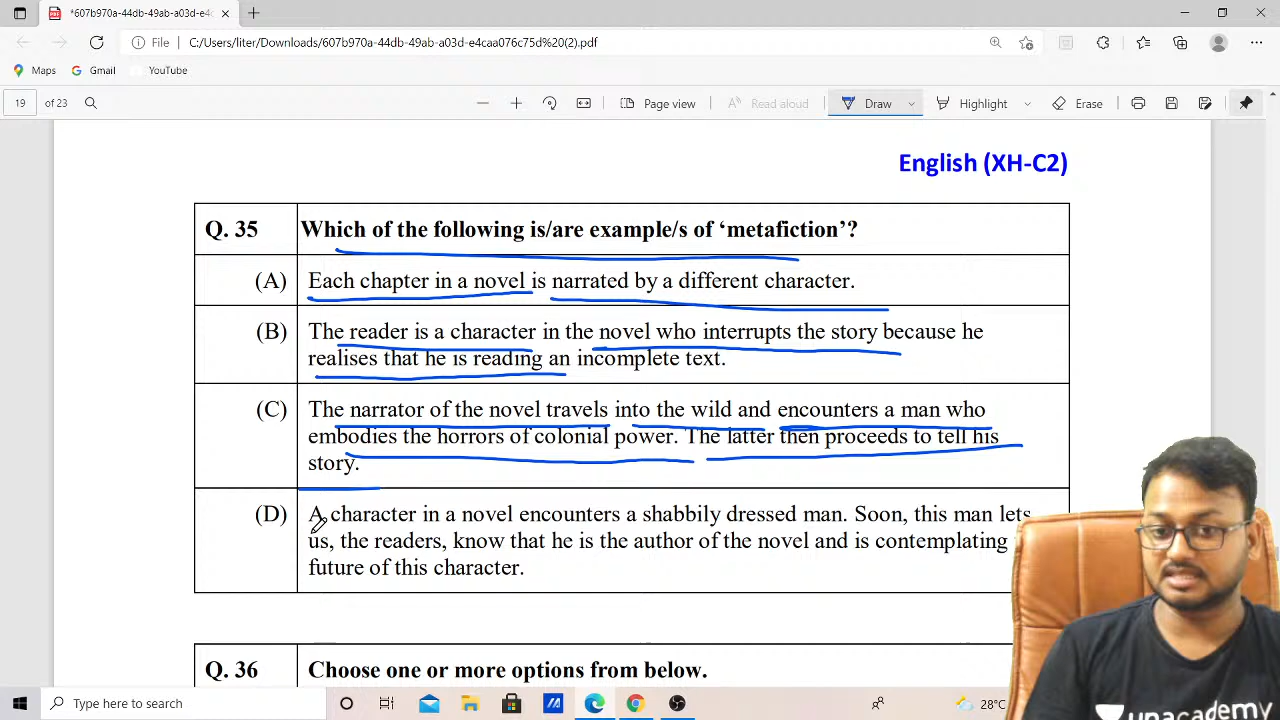 *607b970a-44db-49ab-a03d-e4c
File
C:/Users/liter/Downloads/607b970a-44db-49ab-a03d-e4caa076c75d%20(2).pdf
Maps
Gmail
YouTube
19
of 23
Page view
Read aloud
Draw
Highlight
Erase
English (XH-C2)
Q. 35
Which of the following is/are example/s of ‘metafiction’?
(A)
Each chapter in a novel is narrated by a different character.
(B)
The reader is a character in the novel who interrupts the story because he
realises that he is reading an incomplete text.
(C)
The narrator of the novel travels into the wild and encounters a man who
embodies the horrors of colonial power. The latter then proceeds to tell his
story.
(D)
A character in a novel encounters a shabbily dressed man. Soon, this man lets
us, the readers, know that he is the author of the novel and is contemplating
future of this character.
Q. 36
Choose one or more options from below.
Type here to search
28°C
unacademy